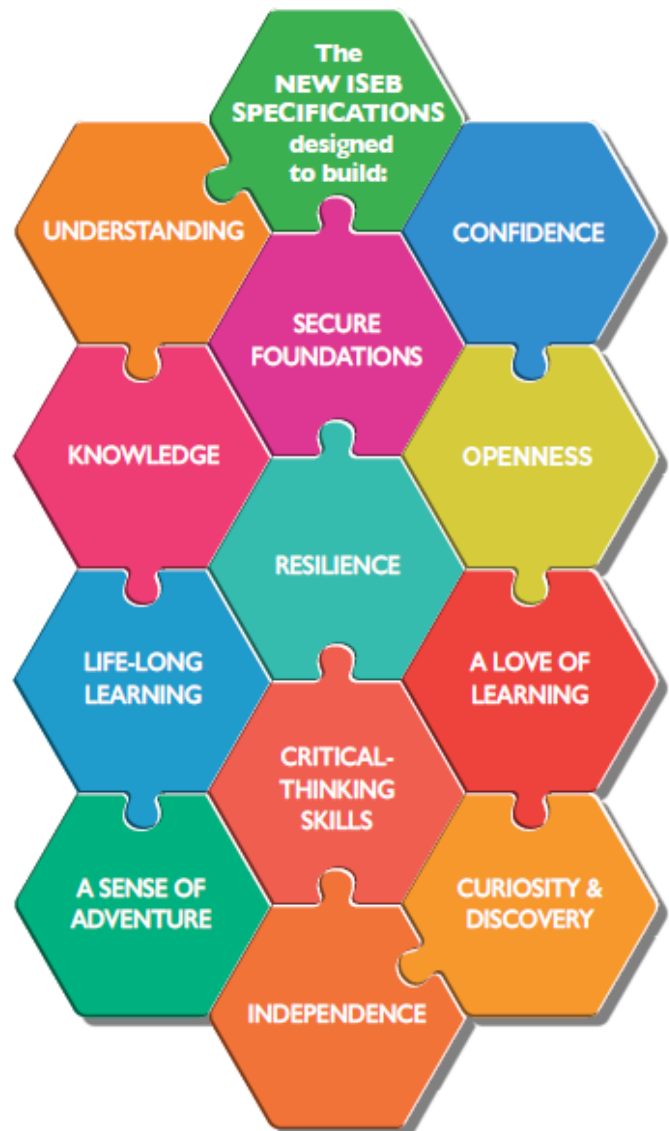 The
NEW ISEB
SPECIFICATIONS
designed
to build:
UNDERSTANDING
CONFIDENCE
SECURE
FOUNDATIONS
KNOWLEDGE
OPENNESS
RESILIENCE
LIFE-LONG
LEARNING
A LOVE OF
LEARNING
CRITICAL-
THINKING
SKILLS
A SENSE OF
ADVENTURE
CURIOSITY &
DISCOVERY
INDEPENDENCE